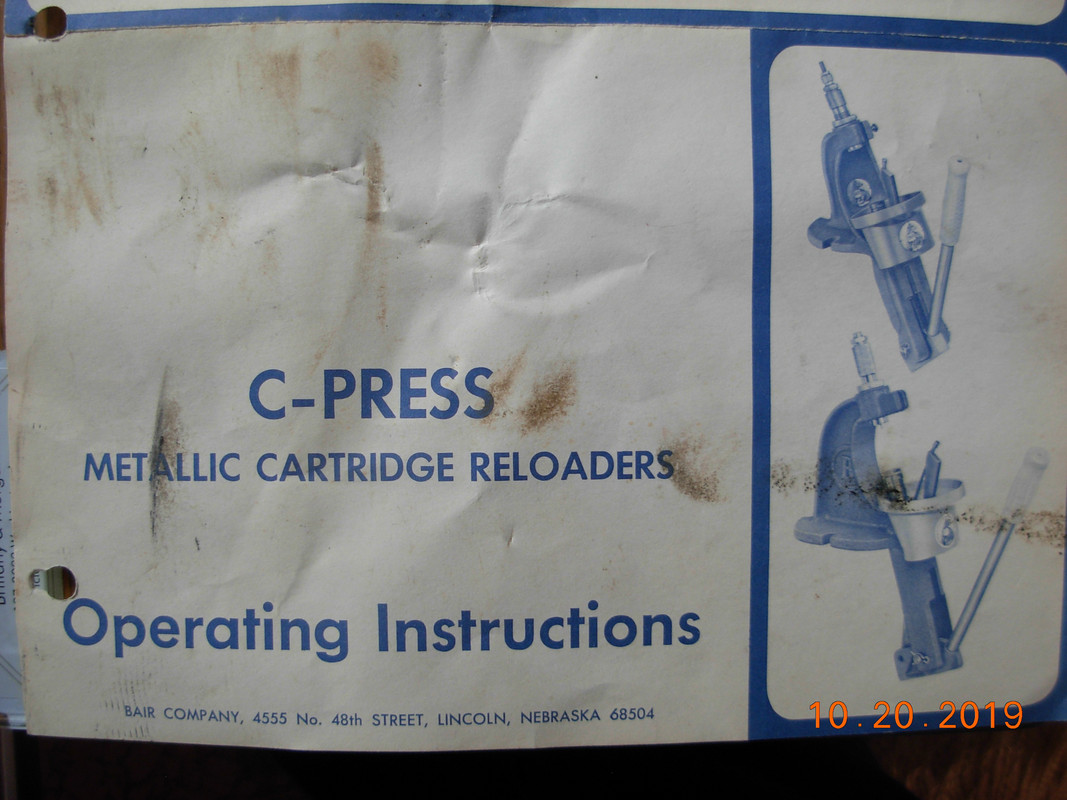 C-PRESS
METALLIC CARTRIDGE RELOADERS
Operating Instructions
BAIR COMPANY, 4555 No. 48th STREET, LINCOLN, NEBRASKA 68504
10.20.2019